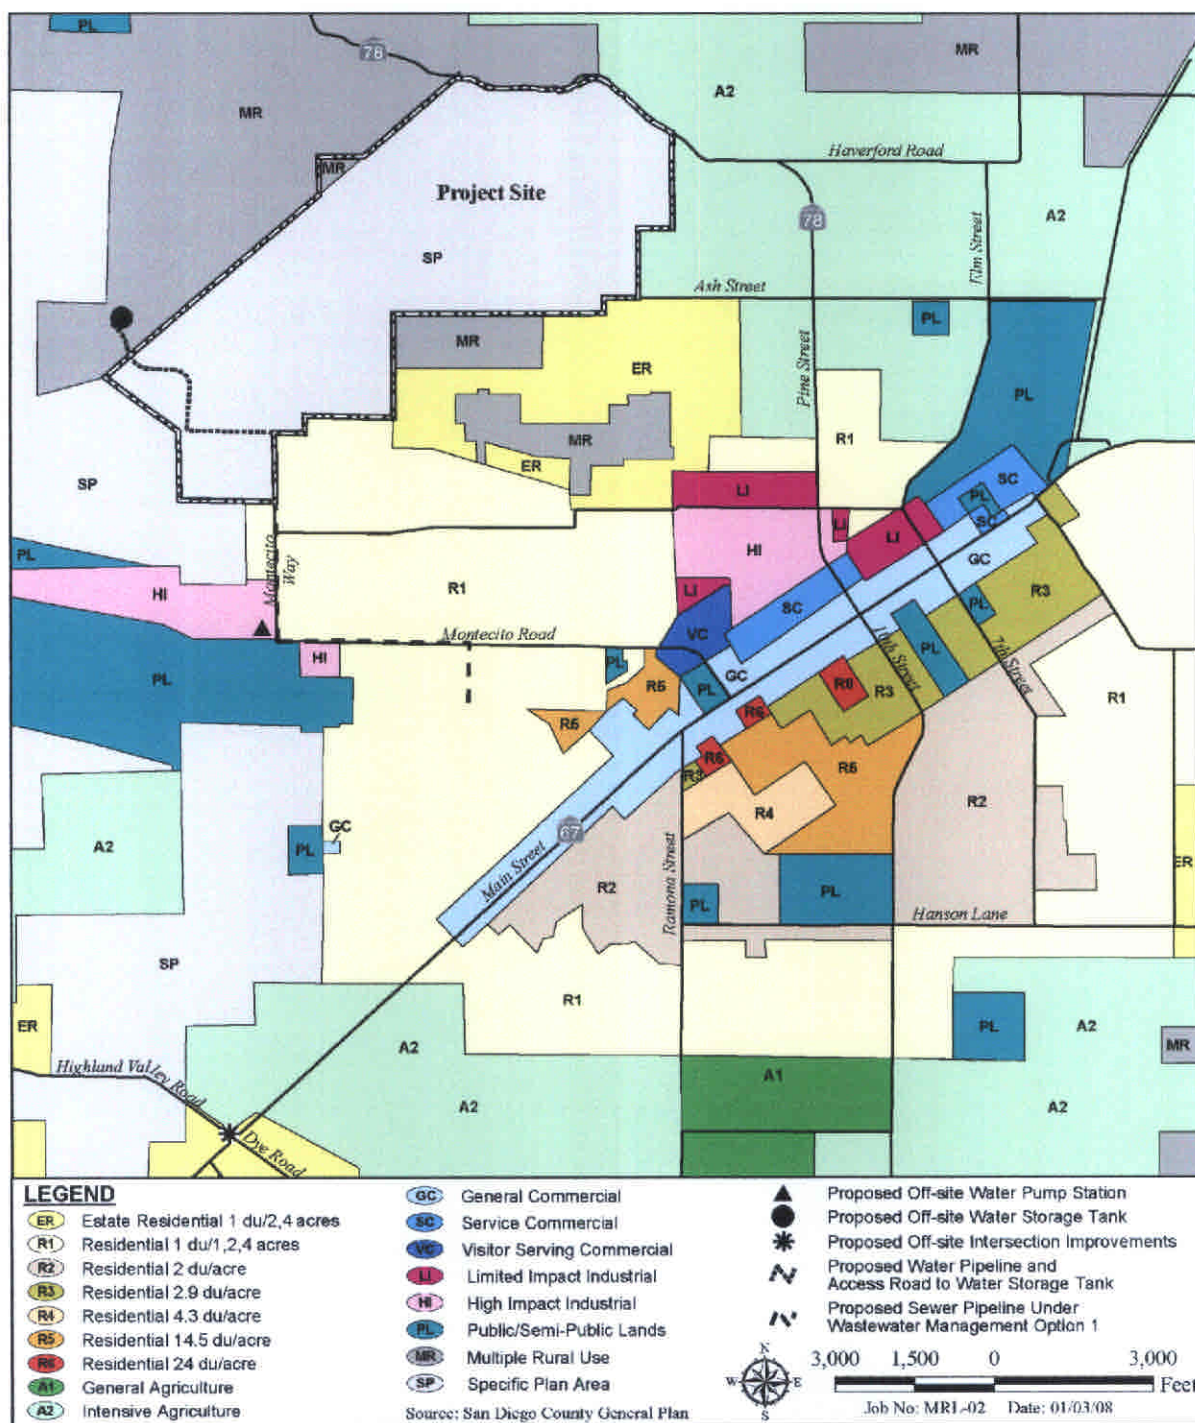 PL
78
MR
MR
A2
Haverford Road
MR
Project Site
78
Elm Street
A2
SP
Ash Street
PL
MR
ER
Pine Street
PL
R1
MR
ER
SP
LI
SC
PL
SC
LI
LI
HI
GC
PL
Montecito
Way
R1
HI
LI
SC
R3
PL
VC
Montecito Road
10th Street
7th Street
PL
HI
PL
PL
GC
PL
R5
R6
R3
R1
R5
R6
R6
R3
R5
R2
R4
GC
67
A2
PL
Main Street
R2
Ramona Street
PL
PL
ER
Hanson Lane
SP
R1
ER
PL
A2
A2
MR
Highland Valley Road
A1
A2
A2
Dye Road
LEGEND
ER Estate Residential 1 du/2,4 acres
R1 Residential 1 du/1,2,4 acres
R2 Residential 2 du/acre
R3 Residential 2.9 du/acre
R4 Residential 4.3 du/acre
R5 Residential 14.5 du/acre
R6 Residential 24 du/acre
A1 General Agriculture
A2 Intensive Agriculture
GC General Commercial
SC Service Commercial
VC Visitor Serving Commercial
LI Limited Impact Industrial
HI High Impact Industrial
PL Public/Semi-Public Lands
MR Multiple Rural Use
SP Specific Plan Area
Source: San Diego County General Plan
Proposed Off-site Water Pump Station
Proposed Off-site Water Storage Tank
Proposed Off-site Intersection Improvements
Proposed Water Pipeline and
Access Road to Water Storage Tank
Proposed Sewer Pipeline Under
Wastewater Management Option 1
N
W E
S
3,000 1,500 0 3,000
Feet
Job No: MRL-02 Date: 01/03/08